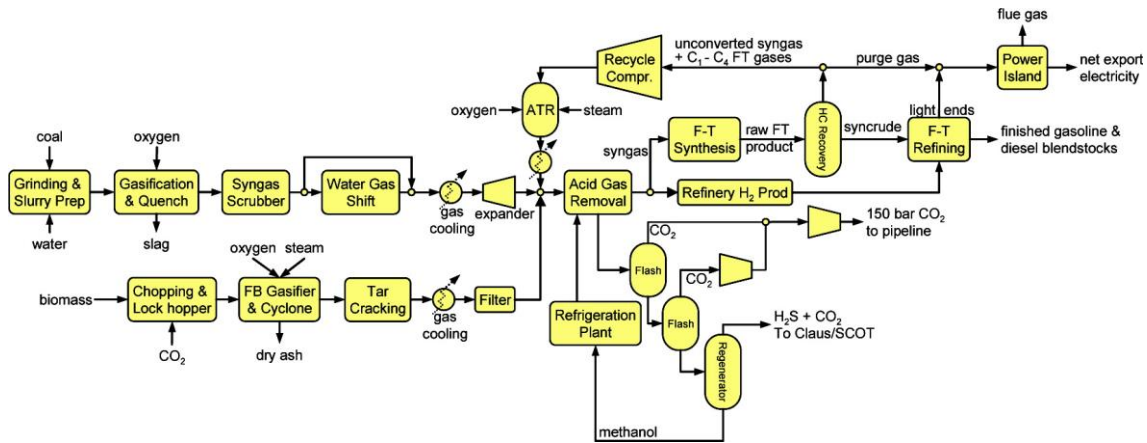 flue gas
Recycle
Compr.
unconverted syngas
+ C₁ - C₄ FT gases
purge gas
Power
Island
net export
electricity
oxygen
ATR
steam
HC Recovery
light ends
F-T
Synthesis
raw FT
product
syncrude
F-T
Refining
finished gasoline &
diesel blendstocks
syngas
coal
oxygen
Grinding &
Slurry Prep
Gasification
& Quench
Syngas
Scrubber
Water Gas
Shift
gas
cooling
expander
Acid Gas
Removal
Refinery H₂ Prod
water
slag
CO₂
150 bar CO₂
to pipeline
Flash
CO₂
oxygen steam
biomass
Chopping &
Lock hopper
FB Gasifier
& Cyclone
Tar
Cracking
gas
cooling
Filter
Refrigeration
Plant
Flash
H₂S + CO₂
To Claus/SCOT
CO₂
dry ash
Regenerator
methanol